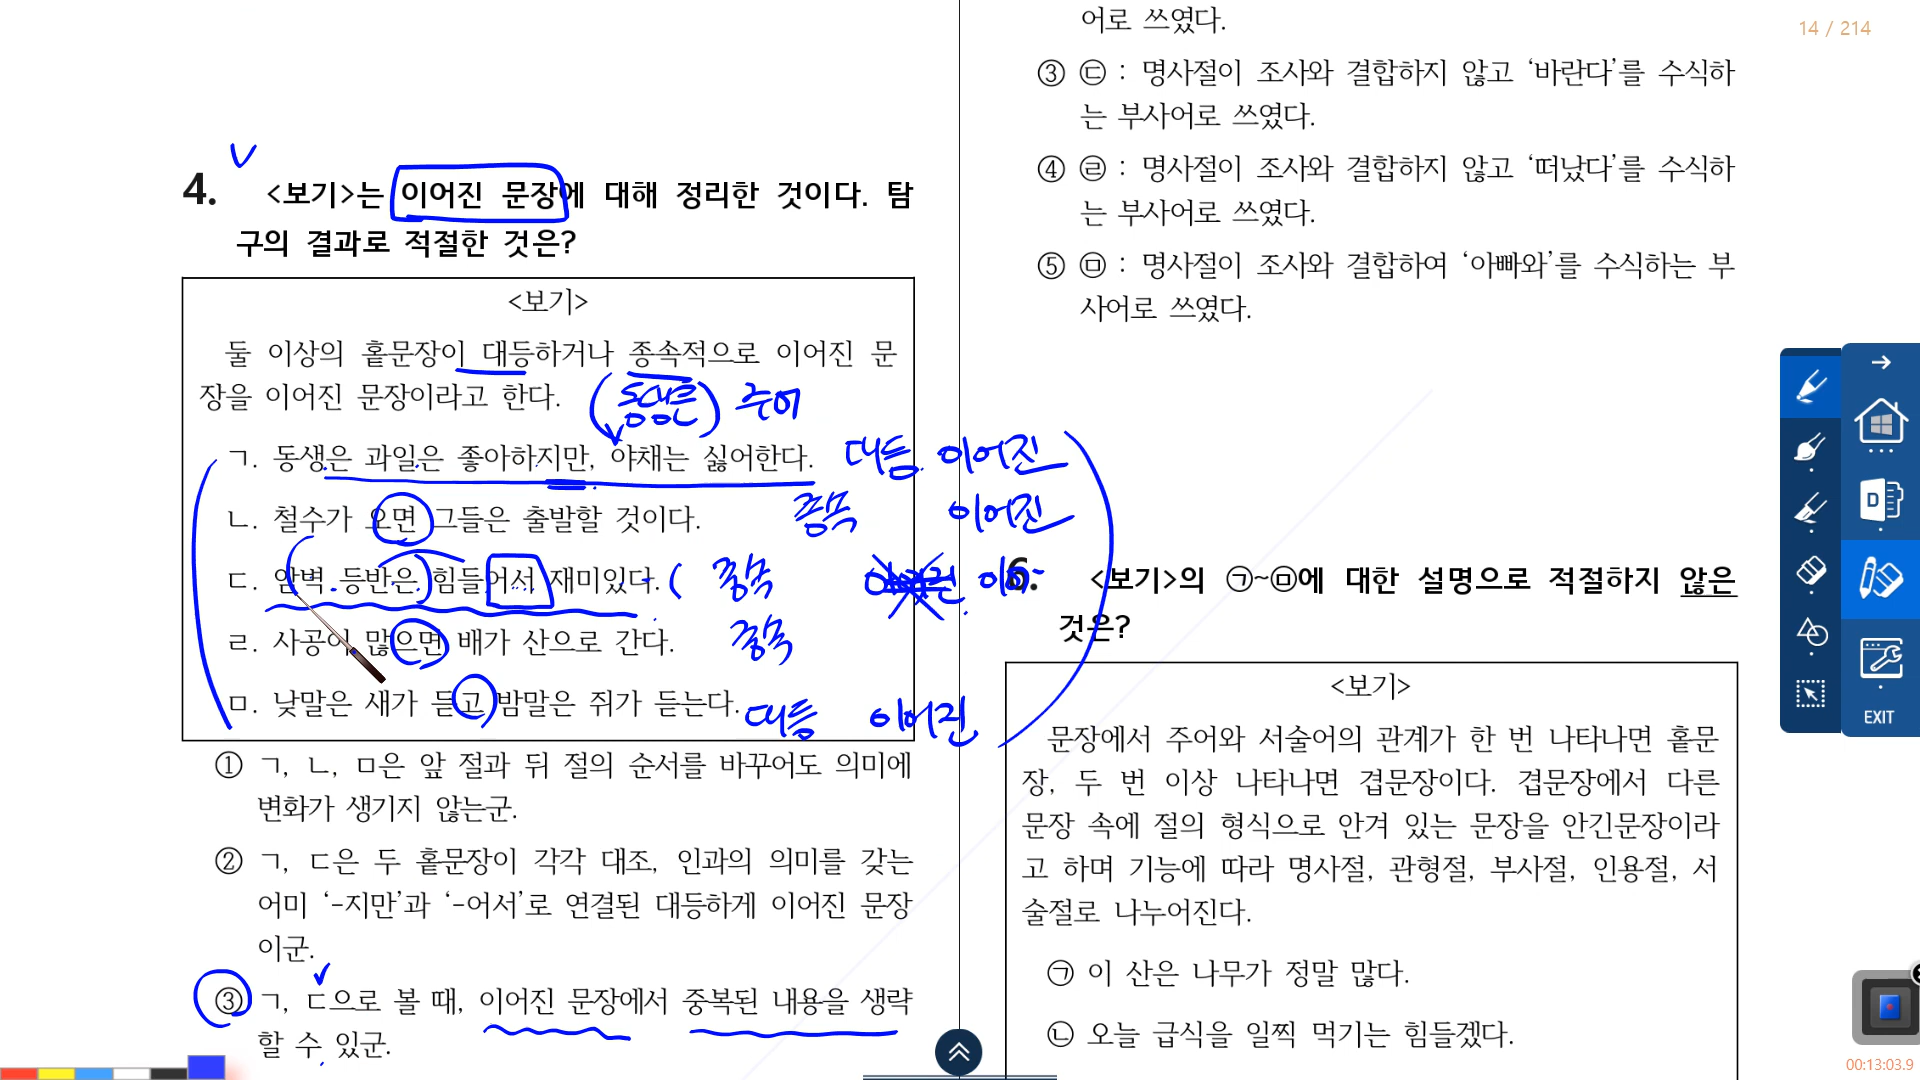 4. <보기>는 이어진 문장에 대해 정리한 것이다. 탐
구의 결과로 적절한 것은?
<보기>
둘 이상의 홑문장이 대등하거나 종속적으로 이어진 문
장을 이어진 문장이라고 한다. (동생은) 주어
ㄱ. 동생은 과일은 좋아하지만, 야채는 싫어한다. 대등 이어진
ㄴ. 철수가 오면 그들은 출발할 것이다. 종속 이어진
ㄷ. 암벽 등반은 힘들어서 재미있다. 종속 이어
ㄹ. 사공이 많으면 배가 산으로 간다. 종속
ㅁ. 낮말은 새가 듣고 밤말은 쥐가 듣는다. 대등 이어진
① ㄱ, ㄴ, ㅁ은 앞 절과 뒤 절의 순서를 바꾸어도 의미에
변화가 생기지 않는군.
② ㄱ, ㄷ은 두 홑문장이 각각 대조, 인과의 의미를 갖는
어미 ‘-지만’과 ‘-어서’로 연결된 대등하게 이어진 문장
이군.
③ ㄱ, ㄷ으로 볼 때, 이어진 문장에서 중복된 내용을 생략
할 수 있군.
어로 쓰였다.
③ ㉢ : 명사절이 조사와 결합하지 않고 ‘바란다’를 수식하
는 부사어로 쓰였다.
④ ㉣ : 명사절이 조사와 결합하지 않고 ‘떠났다’를 수식하
는 부사어로 쓰였다.
⑤ ㉤ : 명사절이 조사와 결합하여 ‘아빠와’를 수식하는 부
사어로 쓰였다.
6. <보기>의 ㉠~㉤에 대한 설명으로 적절하지 않은
것은?
<보기>
문장에서 주어와 서술어의 관계가 한 번 나타나면 홑문
장, 두 번 이상 나타나면 겹문장이다. 겹문장에서 다른
문장 속에 절의 형식으로 안겨 있는 문장을 안긴문장이라
고 하며 기능에 따라 명사절, 관형절, 부사절, 인용절, 서
술절로 나누어진다.
㉠ 이 산은 나무가 정말 많다.
㉡ 오늘 급식을 일찍 먹기는 힘들겠다.
14 / 214
EXIT
00:13:03.9